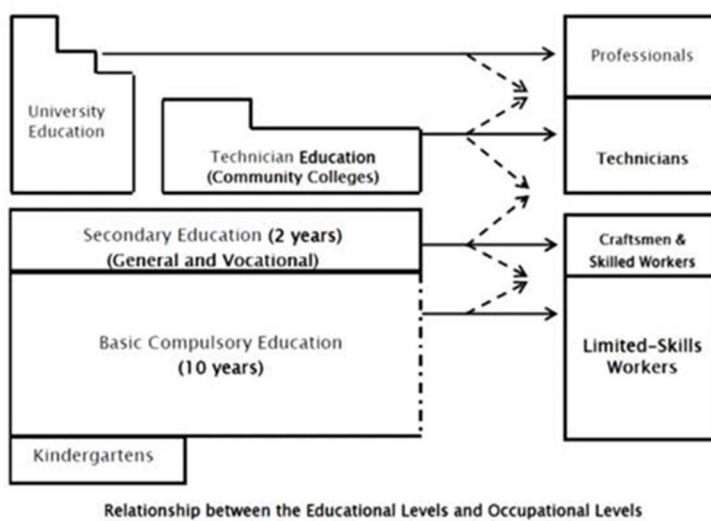 University
Education
Technician Education
(Community Colleges)
Secondary Education (2 years)
(General and Vocational)
Basic Compulsory Education
(10 years)
Kindergartens
Professionals
Technicians
Craftsmen &
Skilled Workers
Limited-Skills
Workers
Relationship between the Educational Levels and Occupational Levels